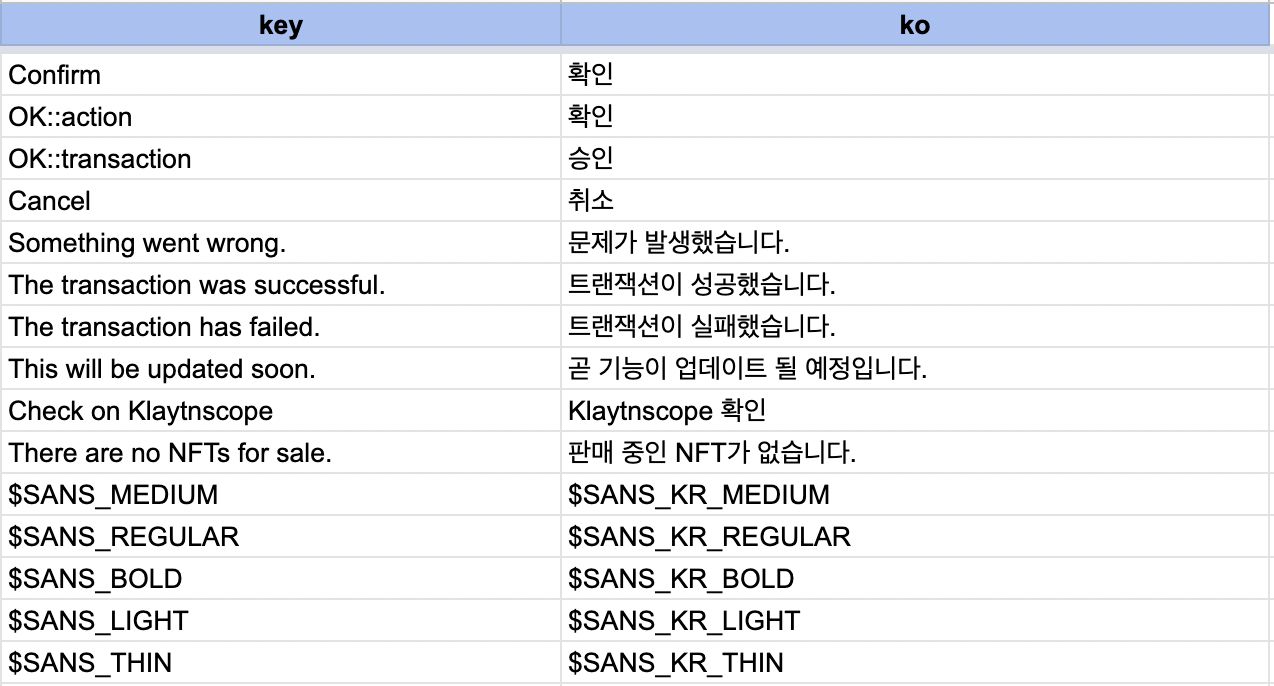 key ko
Confirm 확인
OK::action 확인
OK::transaction 승인
Cancel 취소
Something went wrong. 문제가 발생했습니다.
The transaction was successful. 트랜잭션이 성공했습니다.
The transaction has failed. 트랜잭션이 실패했습니다.
This will be updated soon. 곧 기능이 업데이트 될 예정입니다.
Check on Klaytnscope Klaytnscope 확인
There are no NFTs for sale. 판매 중인 NFT가 없습니다.
$SANS_MEDIUM $SANS_KR_MEDIUM
$SANS_REGULAR $SANS_KR_REGULAR
$SANS_BOLD $SANS_KR_BOLD
$SANS_LIGHT $SANS_KR_LIGHT
$SANS_THIN $SANS_KR_THIN